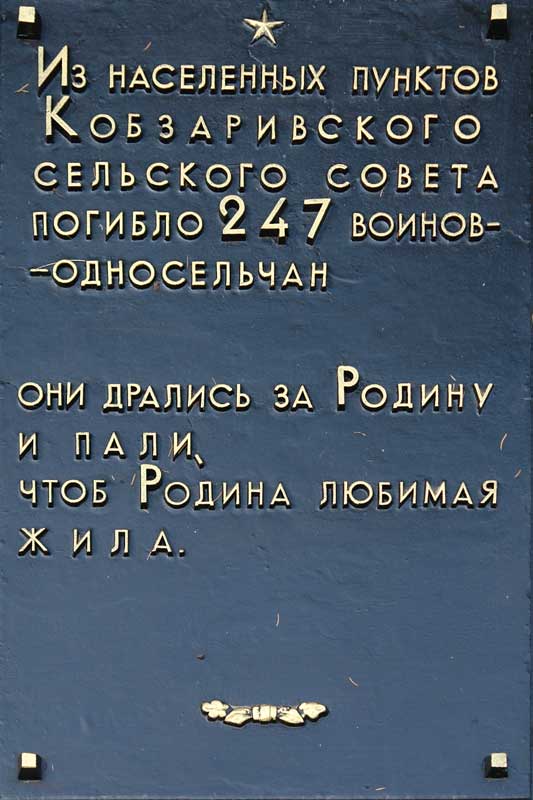 Из населенных пунктов
Кобзаривского
сельского совета
погибло 247 воинов-
-односельчан
они дрались за Родину
и пали,
чтоб Родина любимая
жила.